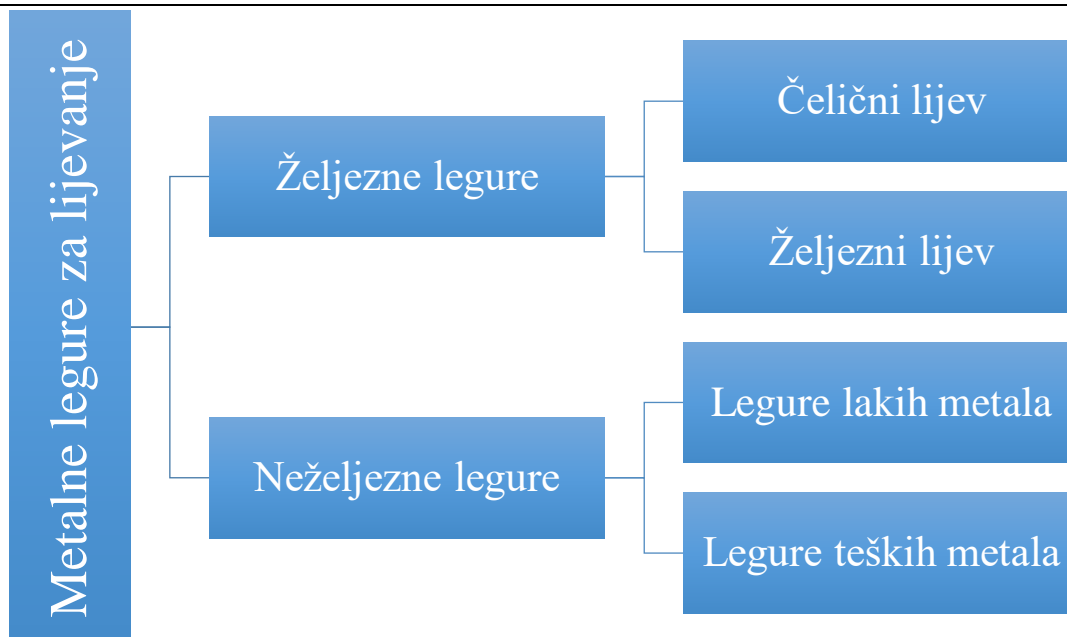 Metalne legure za lijevanje
Željezne legure
Čelični lijev
Željezni lijev
Neželjezne legure
Legure lakih metala
Legure teških metala